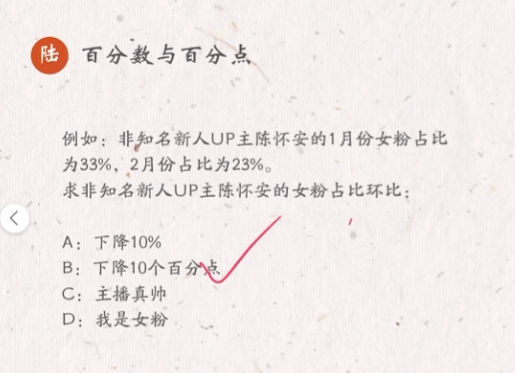 陆 百分数与百分点
例如：非知名新人UP主陈怀安的1月份女粉占比
为33%，2月份占比为23%。
求非知名新人UP主陈怀安的女粉占比环比：
A：下降10%
B：下降10个百分点
C：主播真帅
D：我是女粉